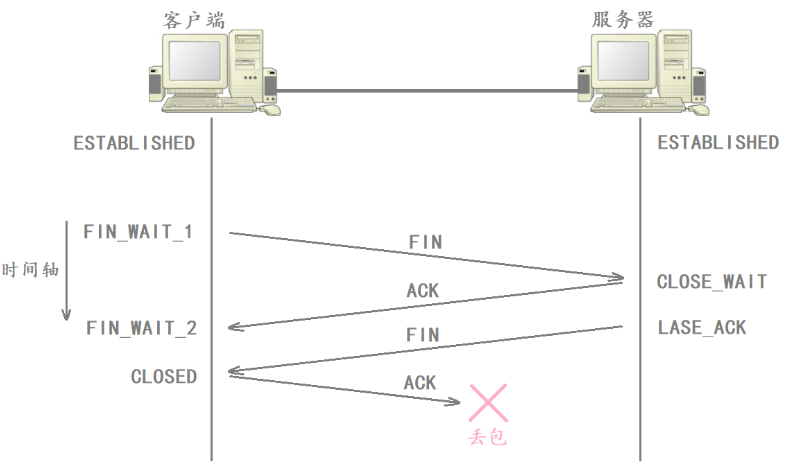 客户端
服务器
ESTABLISHED
ESTABLISHED
FIN_WAIT_1
FIN
时间轴
CLOSE_WAIT
ACK
FIN_WAIT_2
LASE_ACK
FIN
CLOSED
ACK
丢包